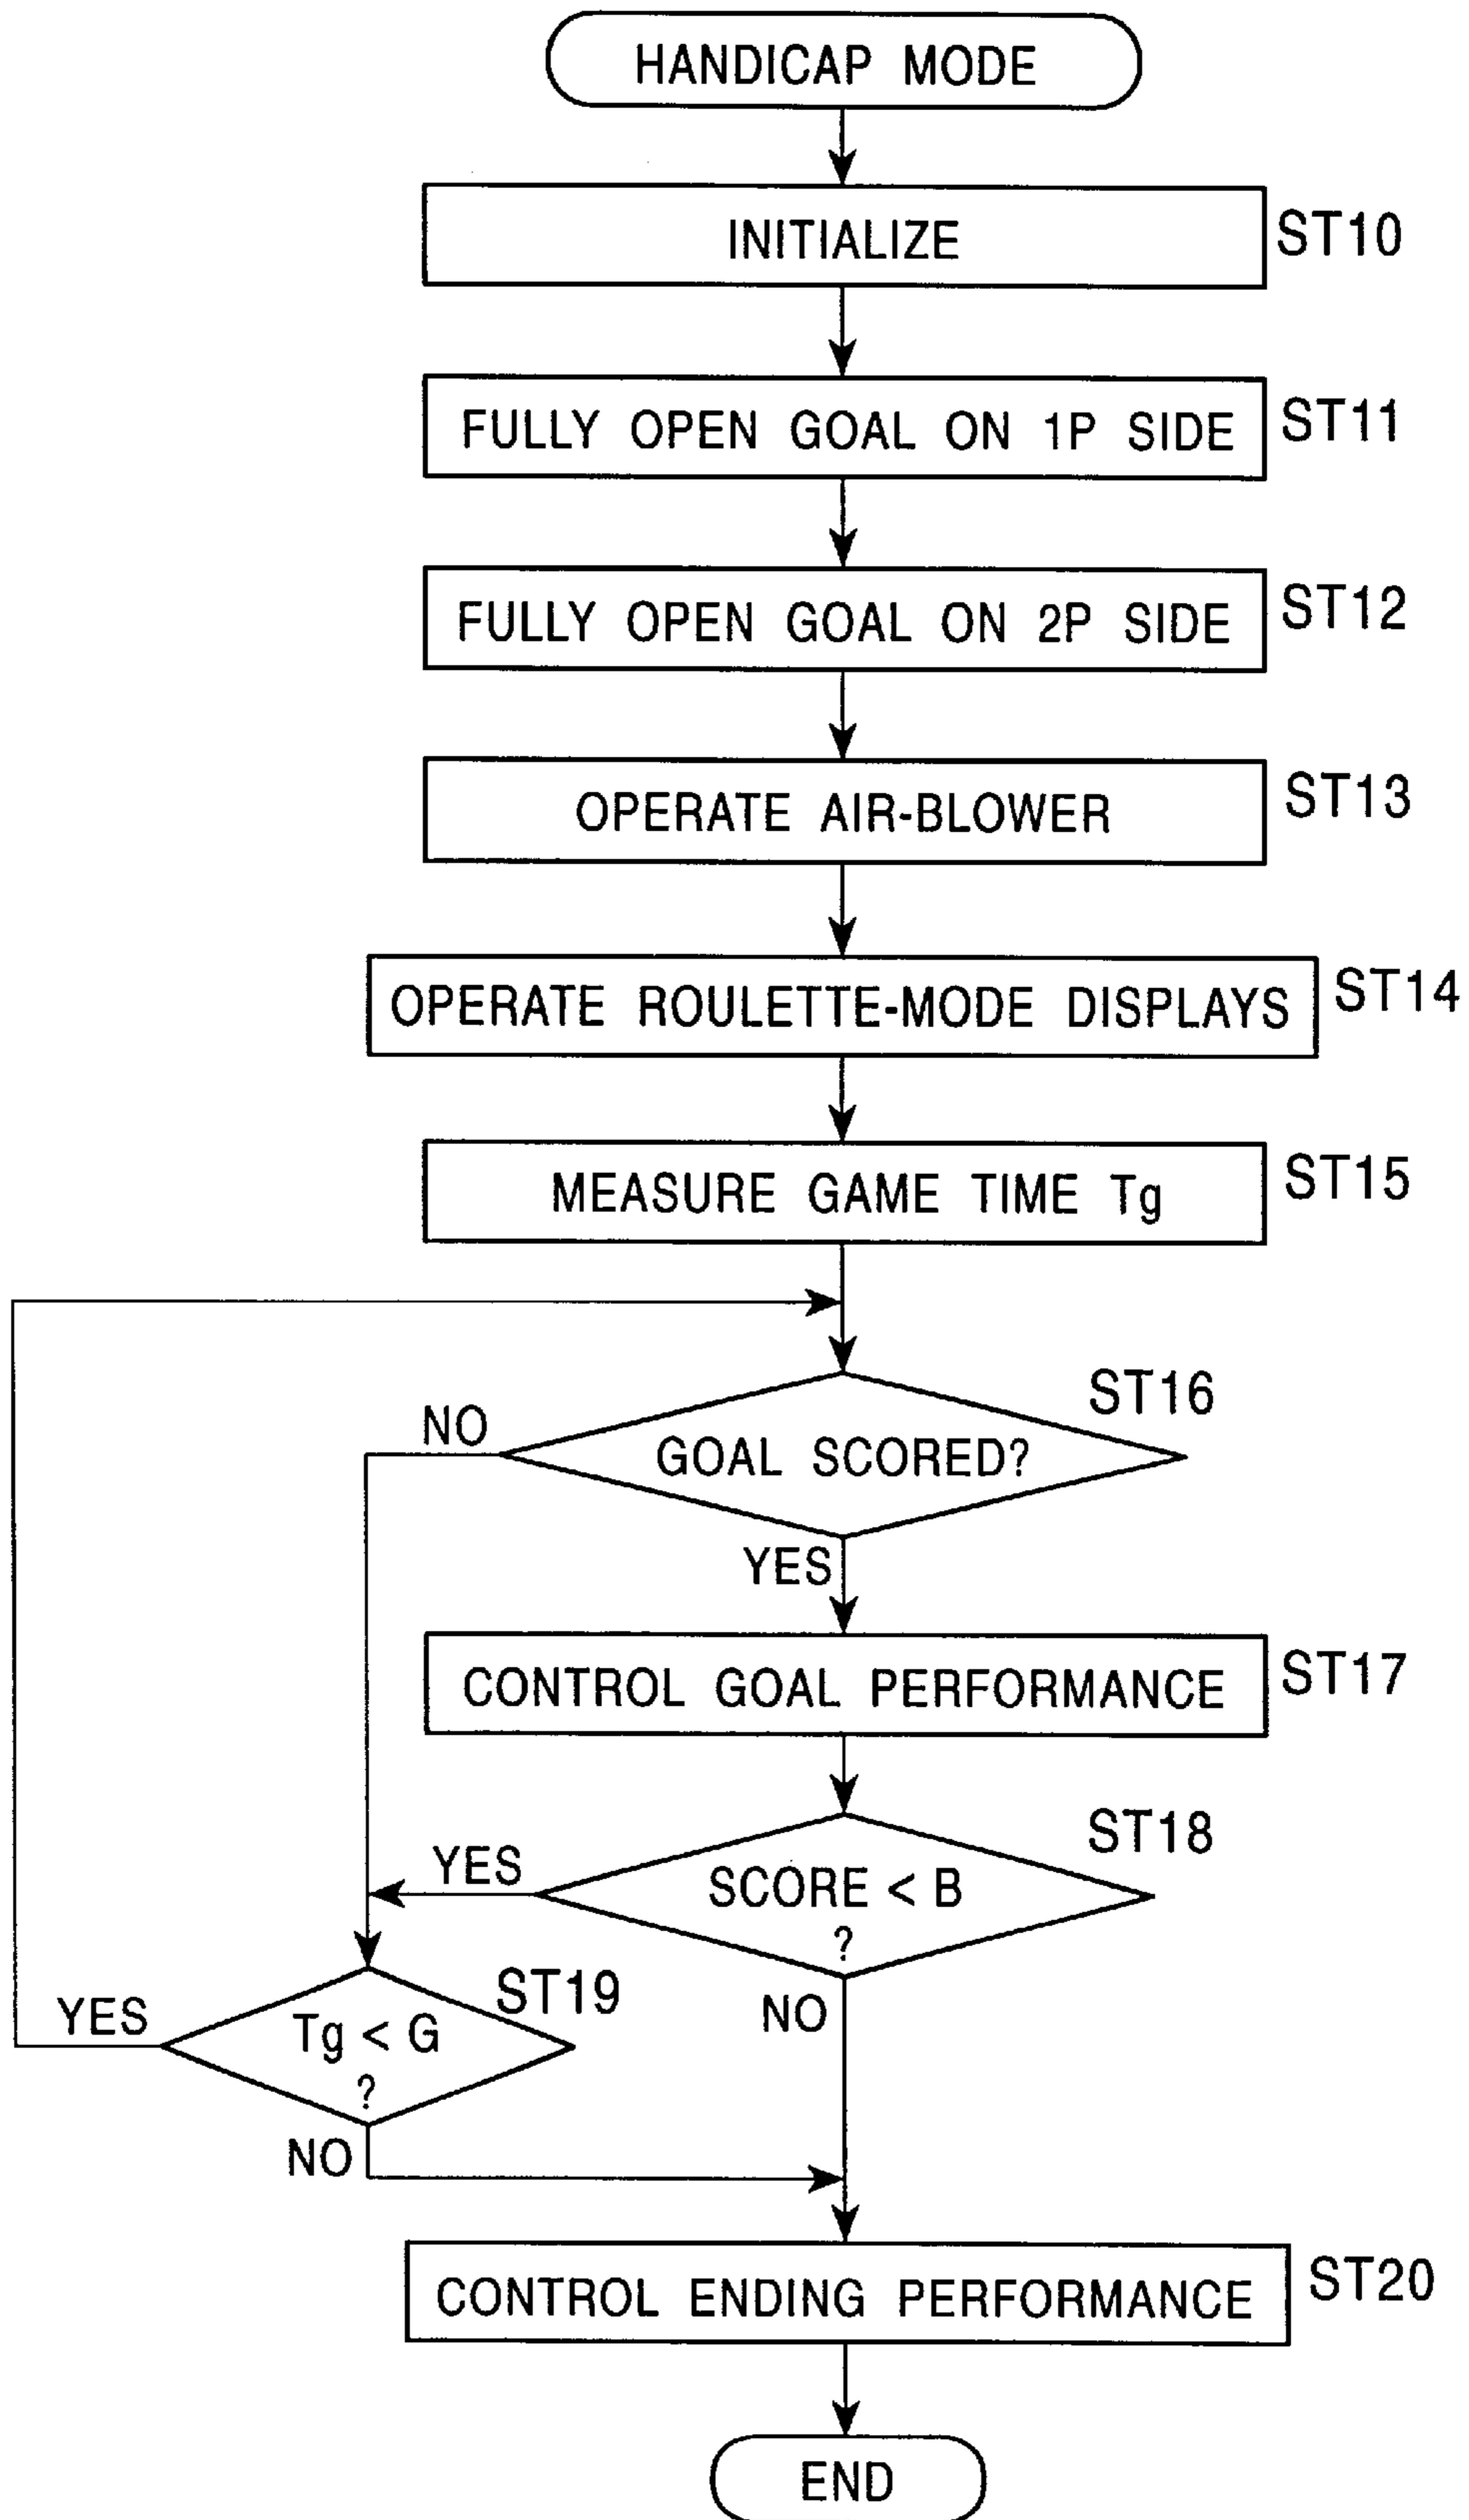 HANDICAP MODE
INITIALIZE
ST10
FULLY OPEN GOAL ON 1P SIDE
ST11
FULLY OPEN GOAL ON 2P SIDE
ST12
OPERATE AIR-BLOWER
ST13
OPERATE ROULETTE-MODE DISPLAYS
ST14
MEASURE GAME TIME Tg
ST15
ST16
NO
GOAL SCORED?
YES
CONTROL GOAL PERFORMANCE
ST17
ST18
YES
SCORE < B
?
NO
ST19
YES
Tg < G
?
NO
CONTROL ENDING PERFORMANCE
ST20
END